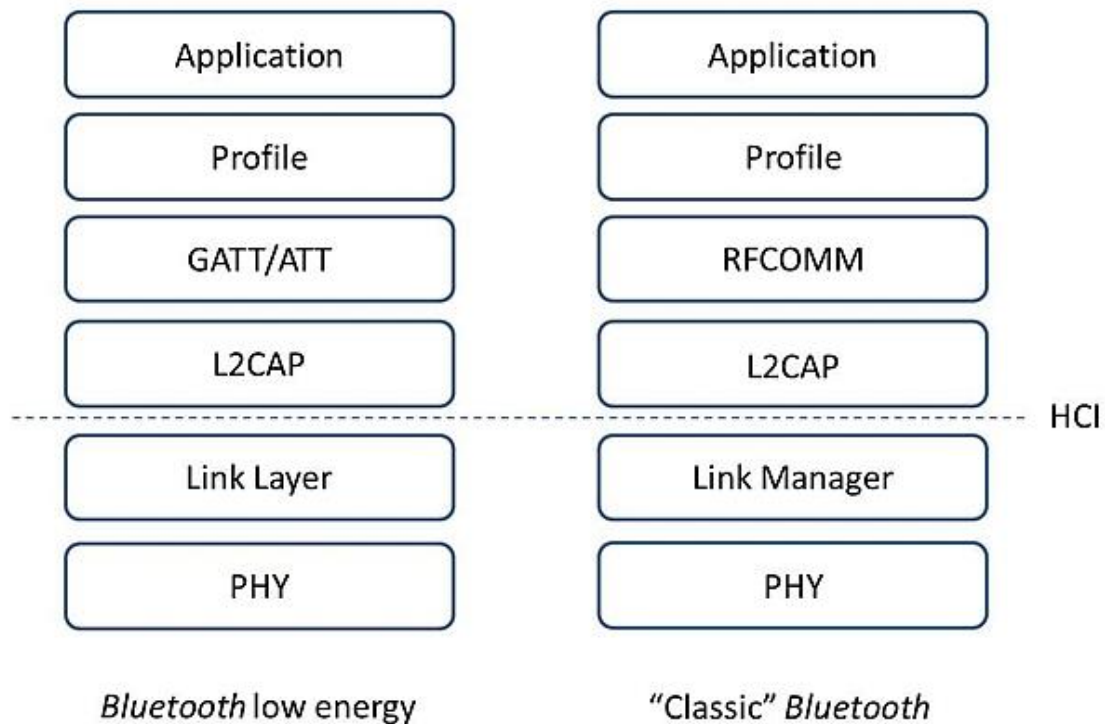 Application
Application
Profile
Profile
GATT/ATT
RFCOMM
L2CAP
L2CAP
HCI
Link Layer
Link Manager
PHY
PHY
Bluetooth low energy
“Classic” Bluetooth